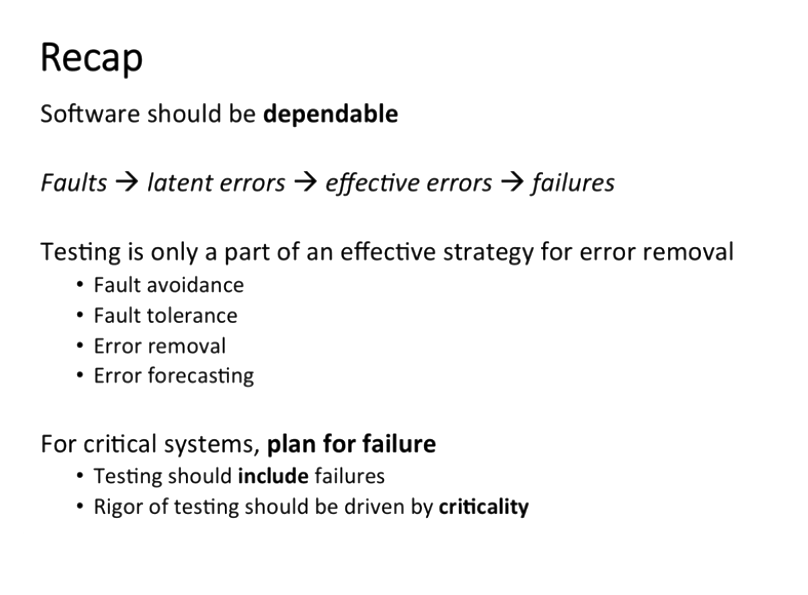 Recap
Software should be dependable
Faults → latent errors → effective errors → failures
Testing is only a part of an effective strategy for error removal
• Fault avoidance
• Fault tolerance
• Error removal
• Error forecasting
For critical systems, plan for failure
• Testing should include failures
• Rigor of testing should be driven by criticality